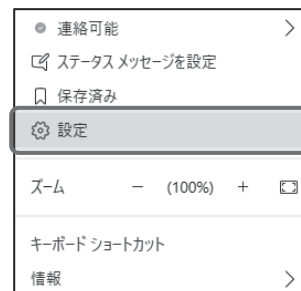 連絡可能
ステータス メッセージを設定
保存済み
設定
ズーム － (100%) +
キーボード ショートカット
情報